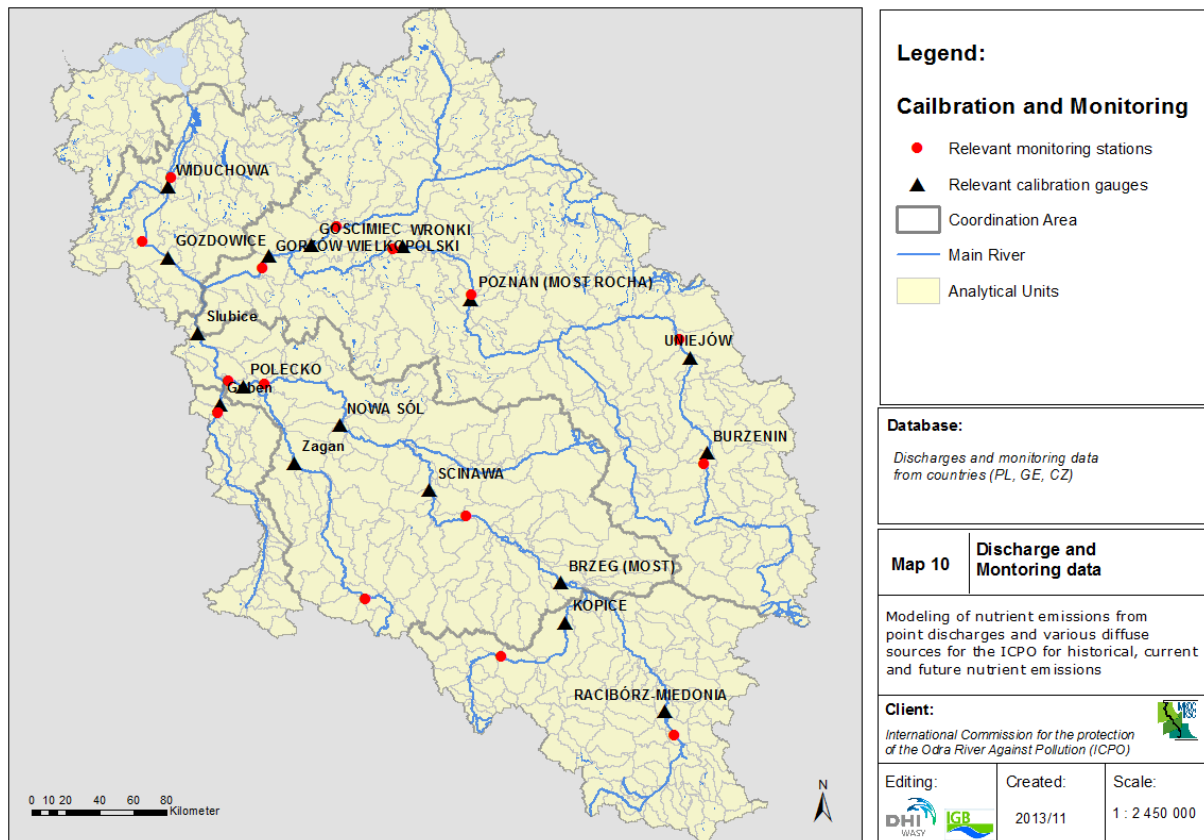 WIDUCHOWA
GOZDOWICE
GOSCIMIEC
WRONKI
GORZÓW WIELKOPOLSKI
POZNAN (MOST ROCHA)
Slubice
UNIEJÓW
POLECKO
Guben
NOWA SÓL
BURZENIN
Zagan
SCINAWA
BRZEG (MOST)
KOPICE
RACIBÓRZ-MIEDONIA
0 10 20 40 60 80
Kilometer
N
Legend:
Cailbration and Monitoring
Relevant monitoring stations
Relevant calibration gauges
Coordination Area
Main River
Analytical Units
Database:
Discharges and monitoring data
from countries (PL, GE, CZ)
Map 10
Discharge and
Montoring data
Modeling of nutrient emissions from
point discharges and various diffuse
sources for the ICPO for historical, current
and future nutrient emissions
Client:
International Commission for the protection
of the Odra River Against Pollution (ICPO)
Editing:
DHI
WASY
IGB
Created:
2013/11
Scale:
1 : 2 450 000